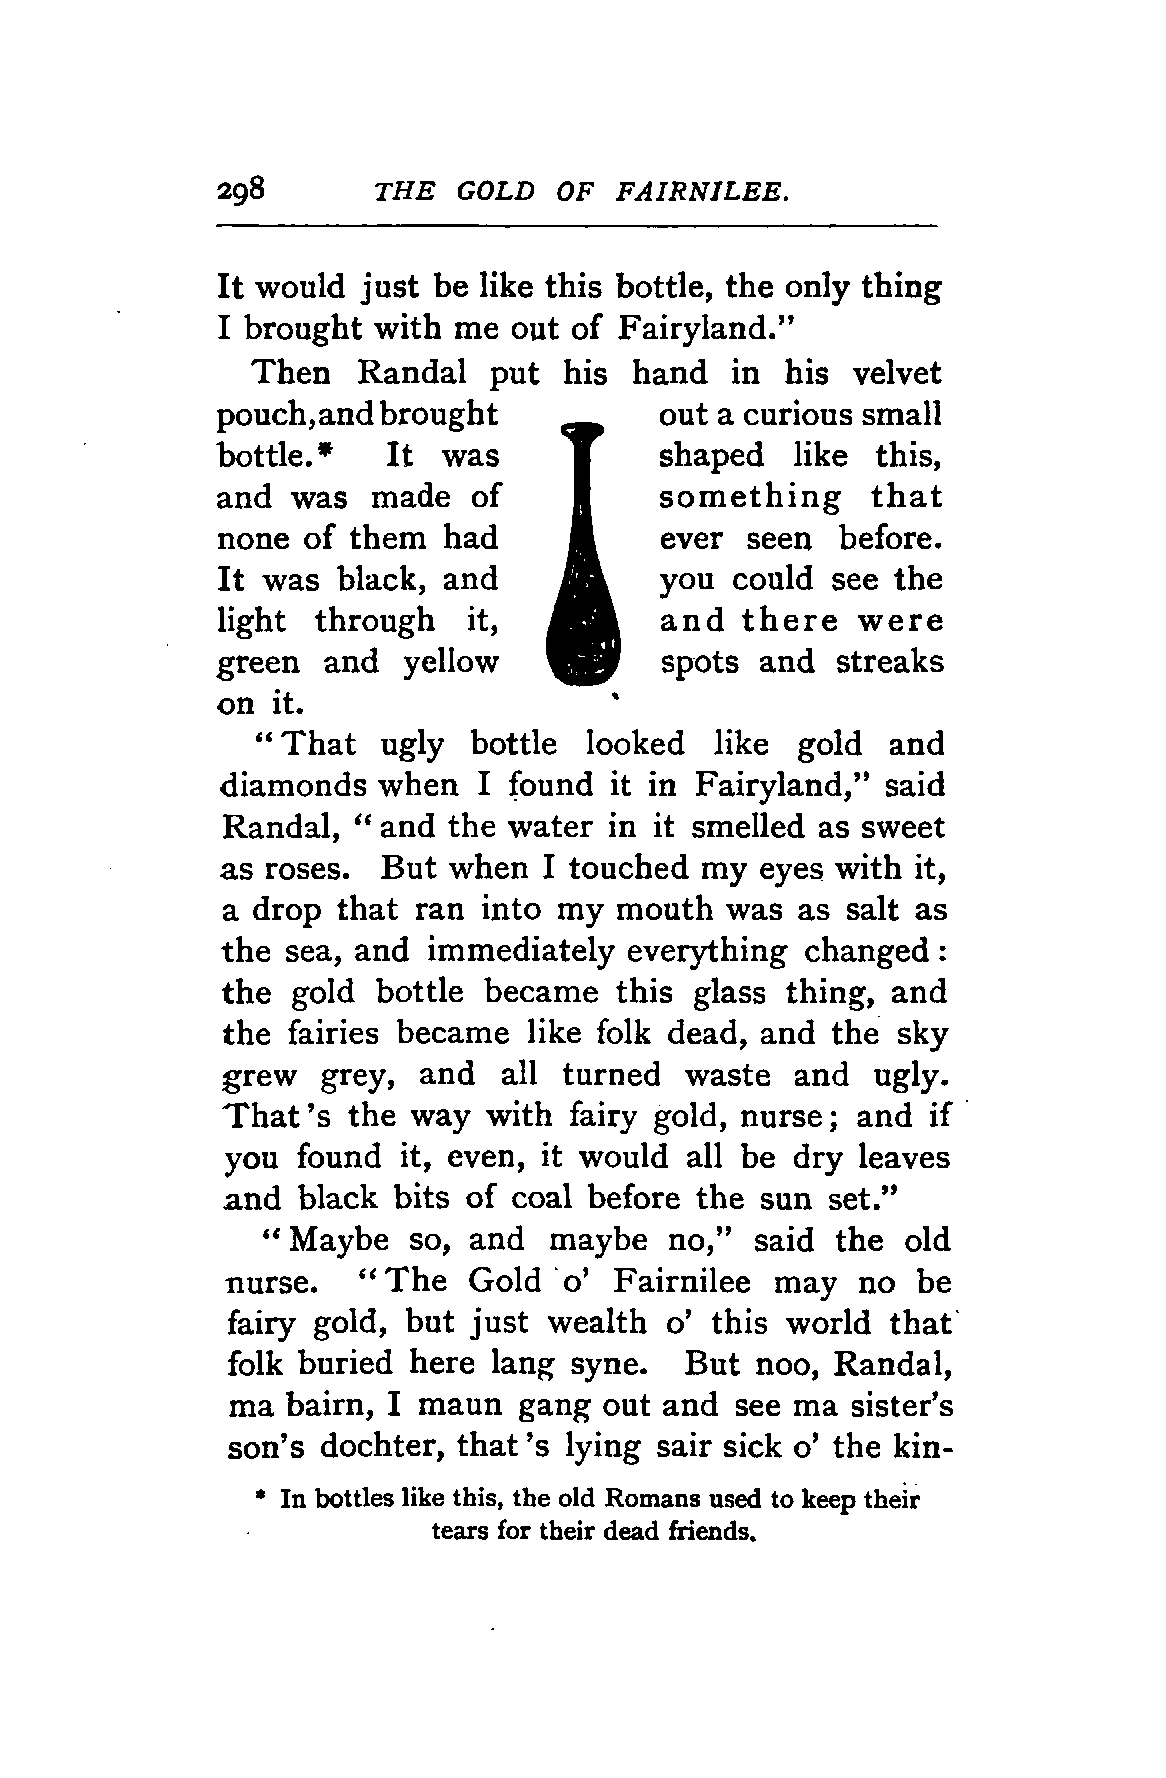 298 THE GOLD OF FAIRNILEE.
It would just be like this bottle, the only thing
I brought with me out of Fairyland."
Then Randal put his hand in his velvet
pouch, and brought out a curious small
bottle.* It was shaped like this,
and was made of something that
none of them had ever seen before.
It was black, and you could see the
light through it, and there were
green and yellow spots and streaks
on it.
"That ugly bottle looked like gold and
diamonds when I found it in Fairyland," said
Randal, "and the water in it smelled as sweet
as roses. But when I touched my eyes with it,
a drop that ran into my mouth was as salt as
the sea, and immediately everything changed:
the gold bottle became this glass thing, and
the fairies became like folk dead, and the sky
grew grey, and all turned waste and ugly.
That's the way with fairy gold, nurse; and if
you found it, even, it would all be dry leaves
and black bits of coal before the sun set."
"Maybe so, and maybe no," said the old
nurse. "The Gold o' Fairnilee may no be
fairy gold, but just wealth o' this world that
folk buried here lang syne. But noo, Randal,
ma bairn, I maun gang out and see ma sister's
son's dochter, that's lying sair sick o' the kin-
* In bottles like this, the old Romans used to keep their
tears for their dead friends.